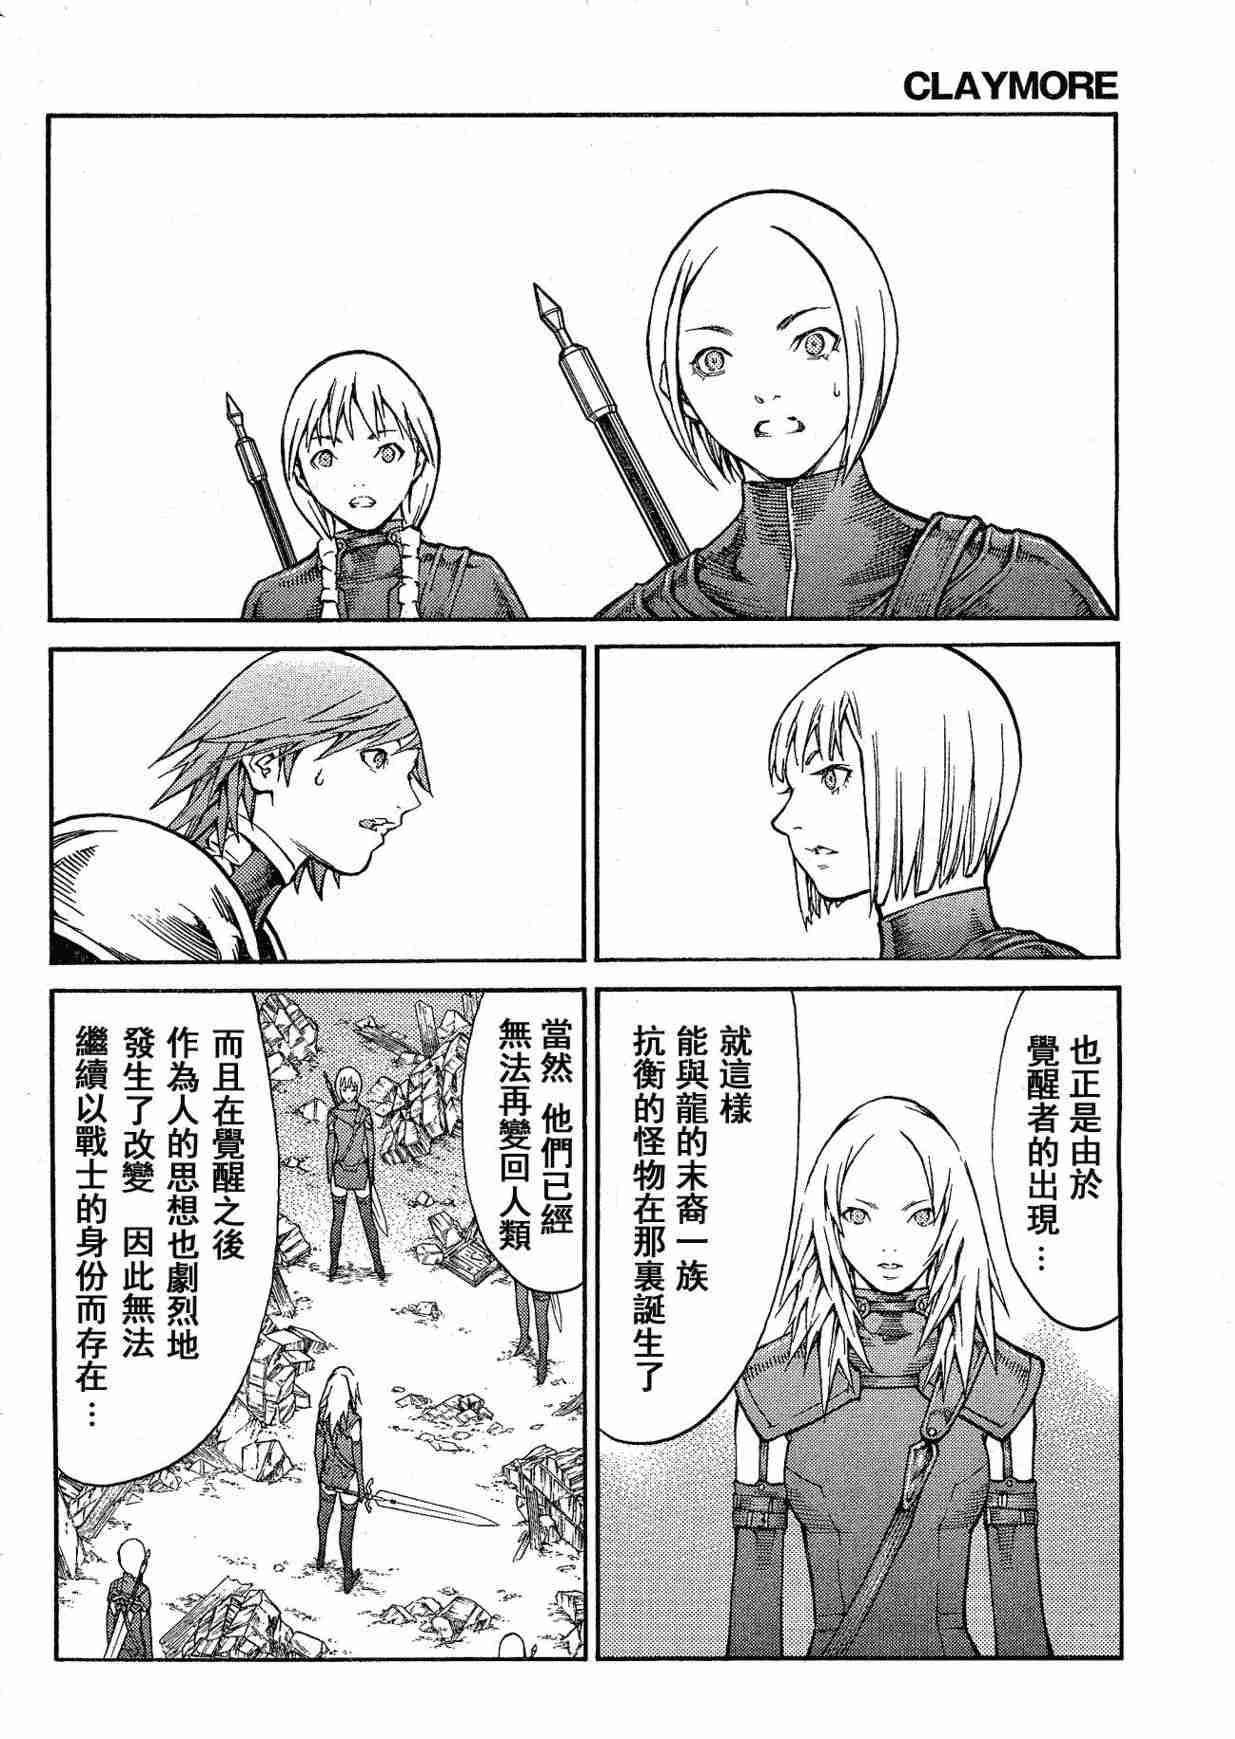 CLAYMORE
也正是由於
覺醒者的出現…
就這樣
能與龍的末裔一族
抗衡的怪物在那裏誕生了
當然 他們已經
無法再變回人類
而且在覺醒之後
作為人的思想也劇烈地
發生了改變 因此無法
繼續以戰士的身份而存在…